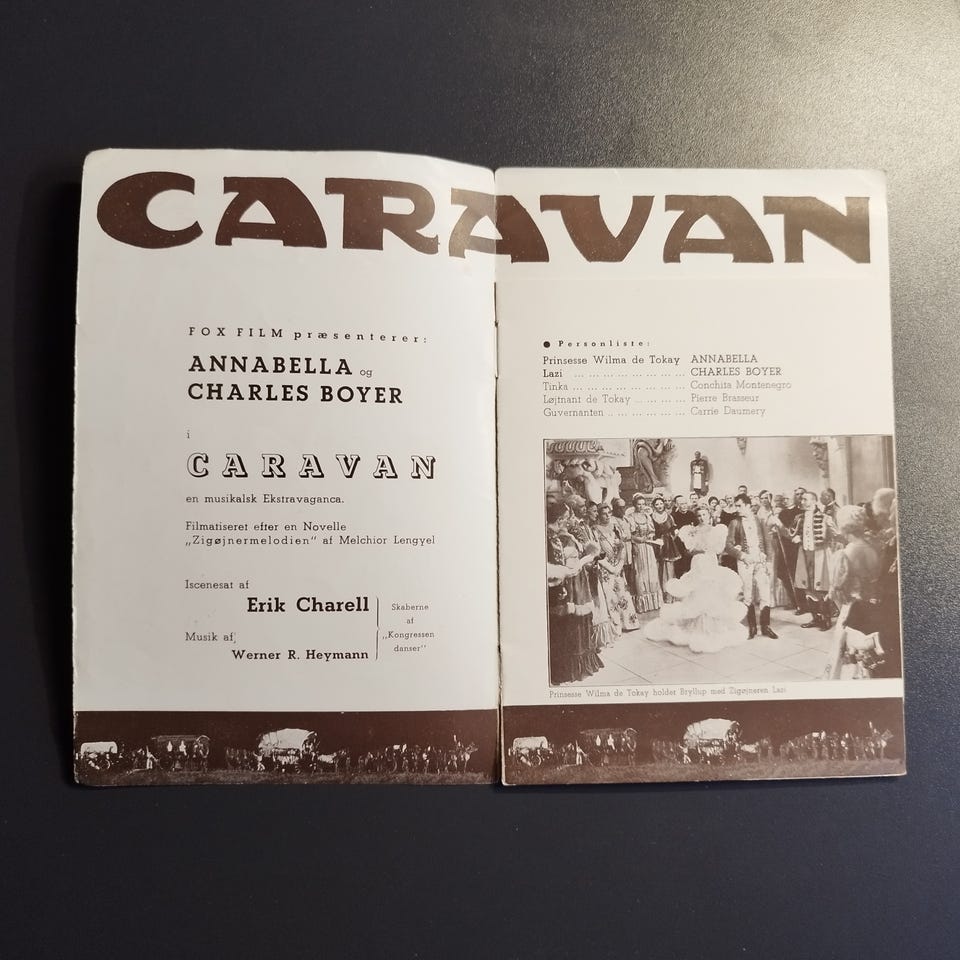 CARAVAN
FOX FILM præsenterer:
ANNABELLA og
CHARLES BOYER
i
CARAVAN
en musikalsk Ekstravaganca.
Filmatiseret efter en Novelle
„Zigøjnermelodien" af Melchior Lengyel
Iscenesat af
Erik Charell
Musik af
Werner R. Heymann
Skaberne
af
„Kongressen
danser"
● Personliste:
Prinsesse Wilma de Tokay ANNABELLA
Lazi ... ... ... ... ... ... ... CHARLES BOYER
Tinka ... ... ... ... ... ... ... Conchita Montenegro
Løjtnant de Tokay ... ... ... Pierre Brasseur
Guvernanten .. ... ... ... ... Carrie Daumery
Prinsesse Wilma de Tokay holder Bryllup med Zigøjneren Lazi